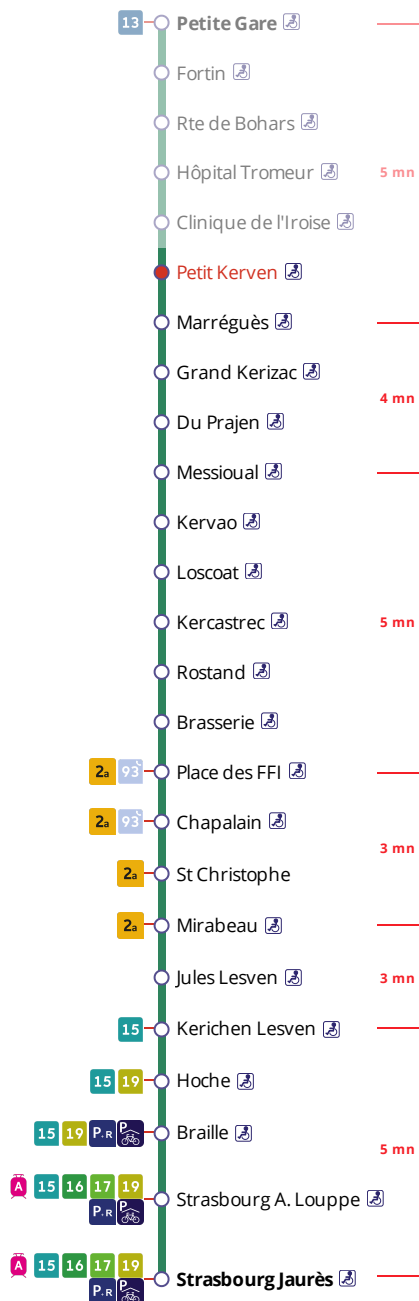 13 Petite Gare
Fortin
Rte de Bohars
Hôpital Tromeur 5 mn
Clinique de l'Iroise
Petit Kerven
Marréguès
Grand Kerizac
4 mn
Du Prajen
Messioual
Kervao
Loscoat
Kercastrec 5 mn
Rostand
Brasserie
2a 93 Place des FFI
2a 93 Chapalain
3 mn
2a St Christophe
2a Mirabeau
Jules Lesven 3 mn
15 Kerichen Lesven
15 19 Hoche
15 19 P+R P Braille
5 mn
A 15 16 17 19
Strasbourg A. Louppe
P+R P
A 15 16 17 19
Strasbourg Jaurès
P+R P